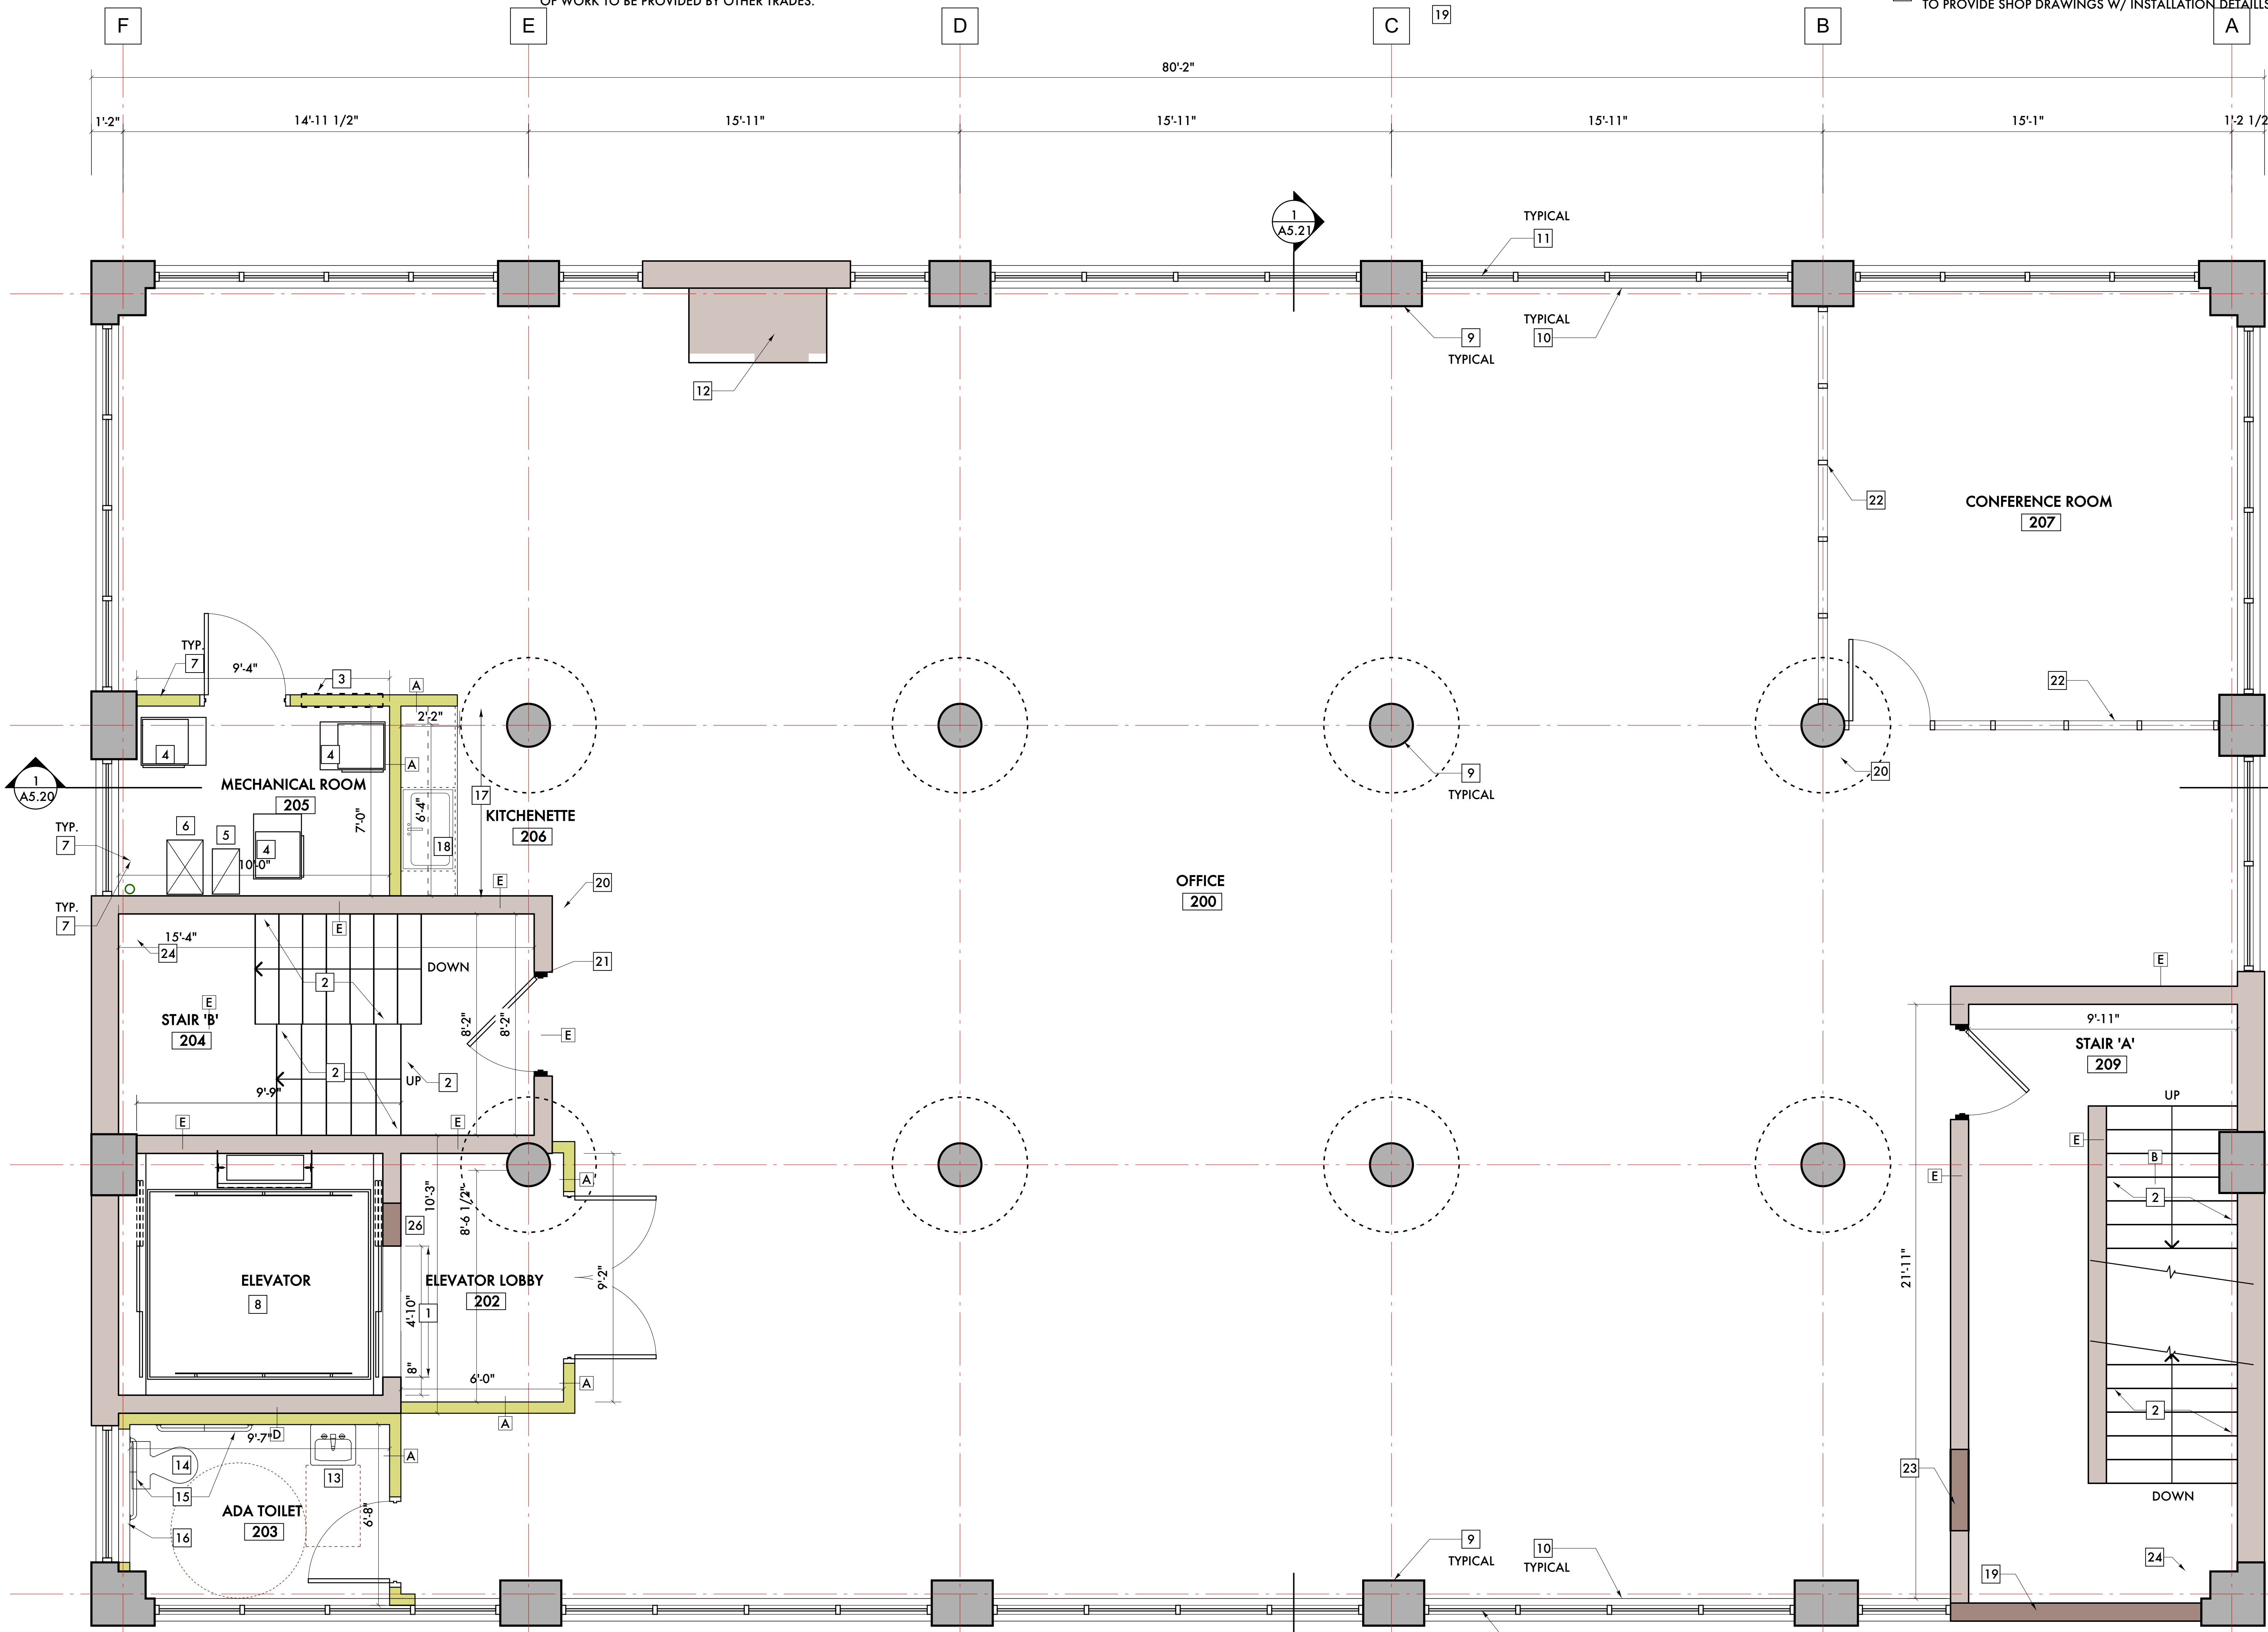 OF WORK TO BE PROVIDED BY OTHER TRADES.
19
TO PROVIDE SHOP DRAWINGS W/ INSTALLATION DETAILLS
F
E
D
C
B
A
80'-2"
1'-2"
14'-11 1/2"
15'-11"
15'-11"
15'-11"
15'-1"
1'-2 1/2
1
A5.21
TYPICAL
11
TYPICAL
10
9
TYPICAL
12
22
CONFERENCE ROOM
207
TYP.
7
9'-4"
3
A
2'-2"
22
4
4
A
MECHANICAL ROOM
205
1
A5.20
17
6'-4"
KITCHENETTE
206
9
TYPICAL
20
TYP.
7
6
5
4
7'-0"
18
10'-0"
E
20
OFFICE
200
TYP.
7
E
15'-4"
24
DOWN
21
2
E
E
STAIR 'B'
204
8'-2"
8'-2"
E
9'-11"
STAIR 'A'
209
2
UP
2
9'-9"
UP
E
E
E
B
E
A
2
10'-3"
8'-6 1/2"
26
ELEVATOR
8
ELEVATOR LOBBY
202
9'-2"
21'-11"
4'-10"
1
8"
6'-0"
A
A
2
9'-7"
D
A
14
13
15
23
DOWN
ADA TOILET
203
6'-8"
16
9
TYPICAL
10
TYPICAL
24
19